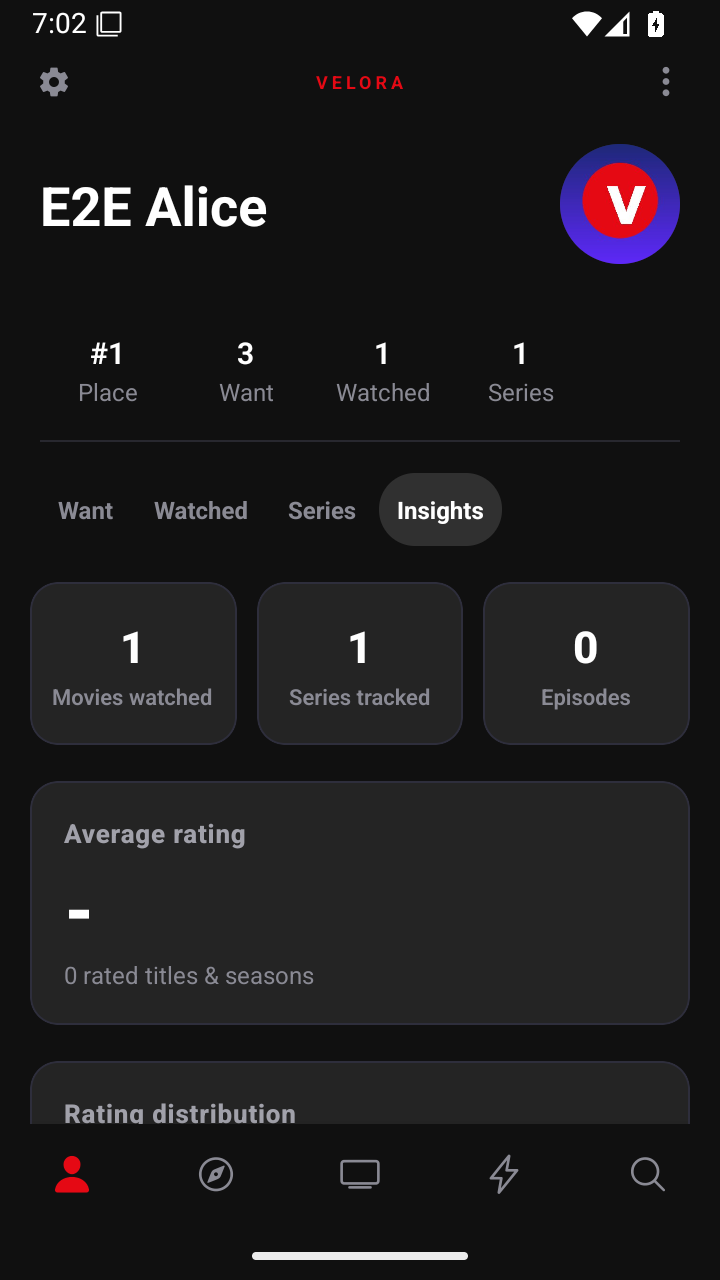 7:02
VELORA
E2E Alice
V
#1 3 1 1
Place Want Watched Series
Want Watched Series Insights
1 1 0
Movies watched Series tracked Episodes
Average rating
-
0 rated titles & seasons
Rating distribution